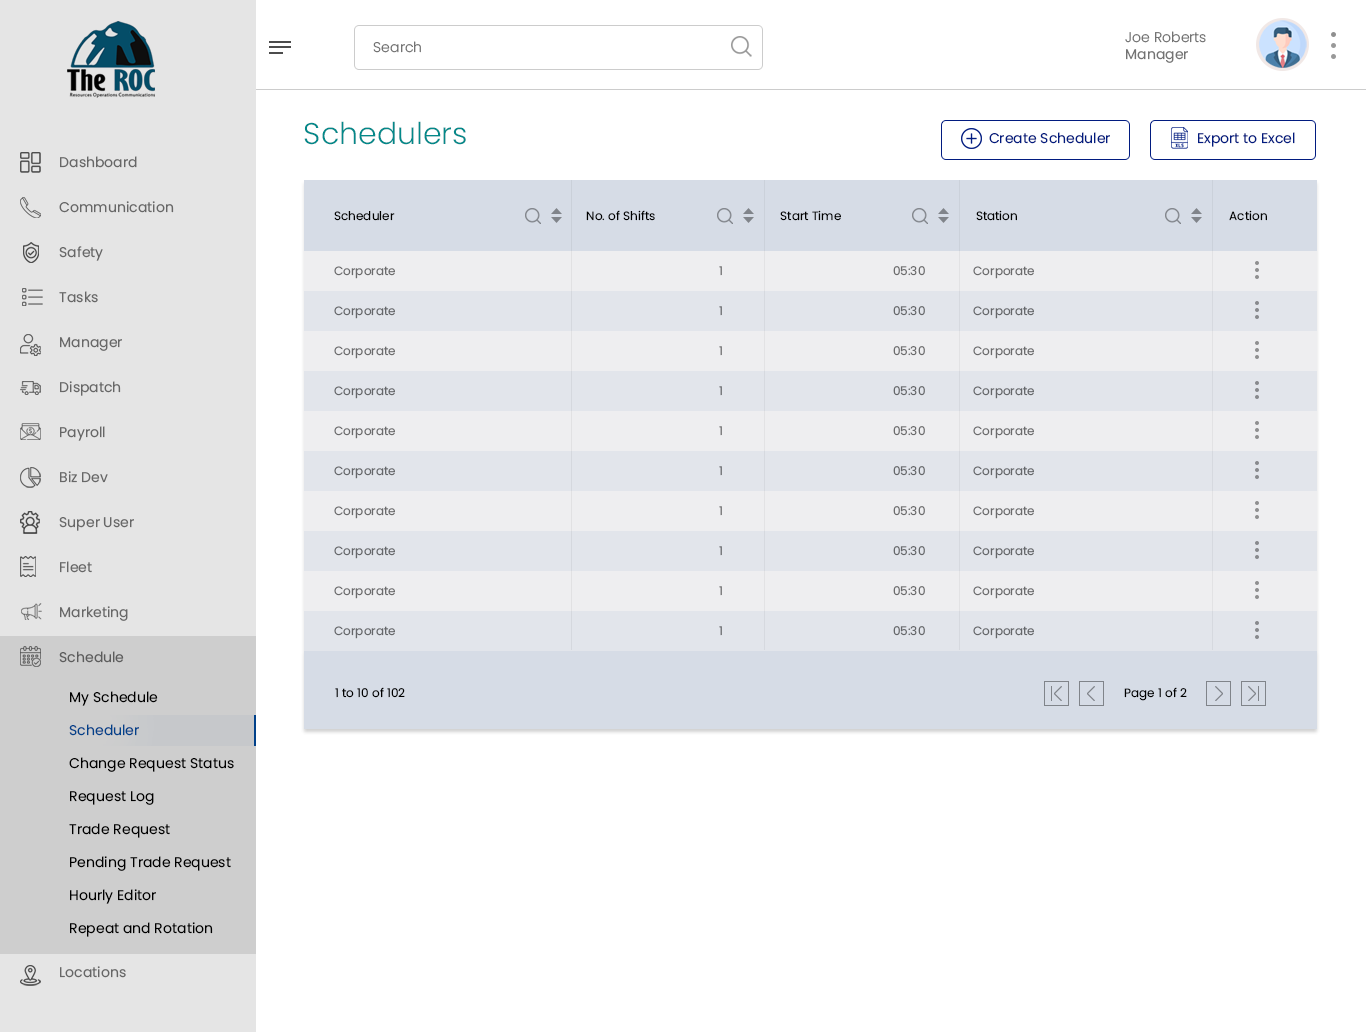 The ROC
Resources Operations Communications
Search
Joe Roberts
Manager
Dashboard
Communication
Safety
Tasks
Manager
Dispatch
Payroll
Biz Dev
Super User
Fleet
Marketing
Schedule
My Schedule
Scheduler
Change Request Status
Request Log
Trade Request
Pending Trade Request
Hourly Editor
Repeat and Rotation
Locations
Schedulers
Create Scheduler
XLS
Export to Excel
Scheduler No. of Shifts Start Time Station Action
Corporate 1 05:30 Corporate
Corporate 1 05:30 Corporate
Corporate 1 05:30 Corporate
Corporate 1 05:30 Corporate
Corporate 1 05:30 Corporate
Corporate 1 05:30 Corporate
Corporate 1 05:30 Corporate
Corporate 1 05:30 Corporate
Corporate 1 05:30 Corporate
Corporate 1 05:30 Corporate
1 to 10 of 102
Page 1 of 2